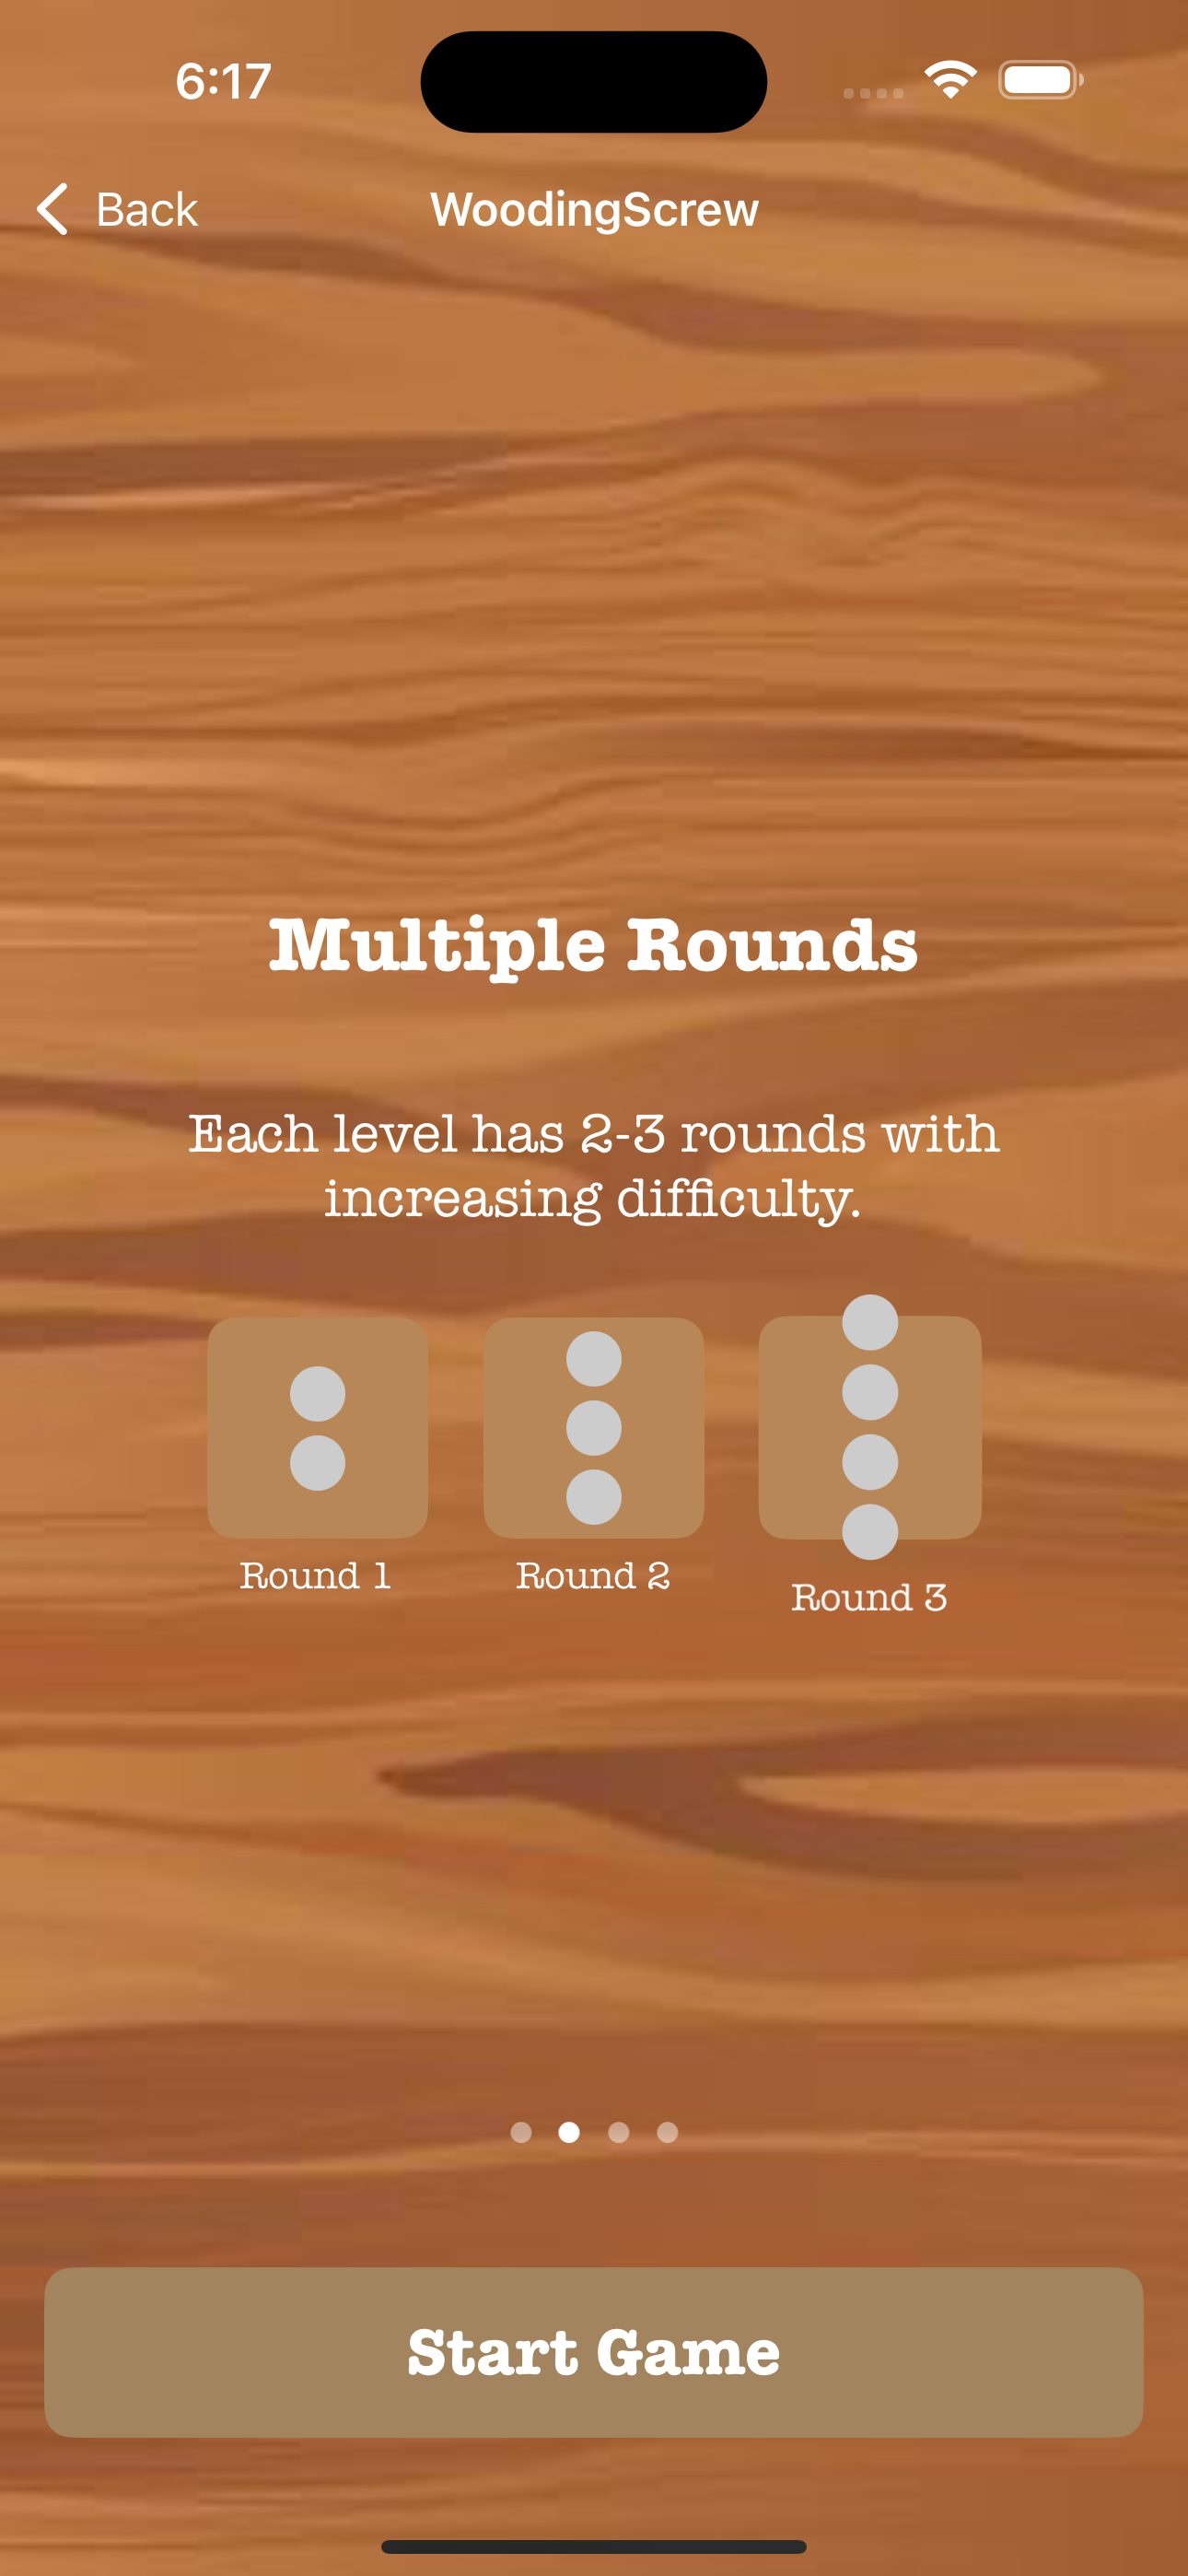 6:17
Back
WoodingScrew
Multiple Rounds
Each level has 2-3 rounds with
increasing difficulty.
Round 1
Round 2
Round 3
Start Game